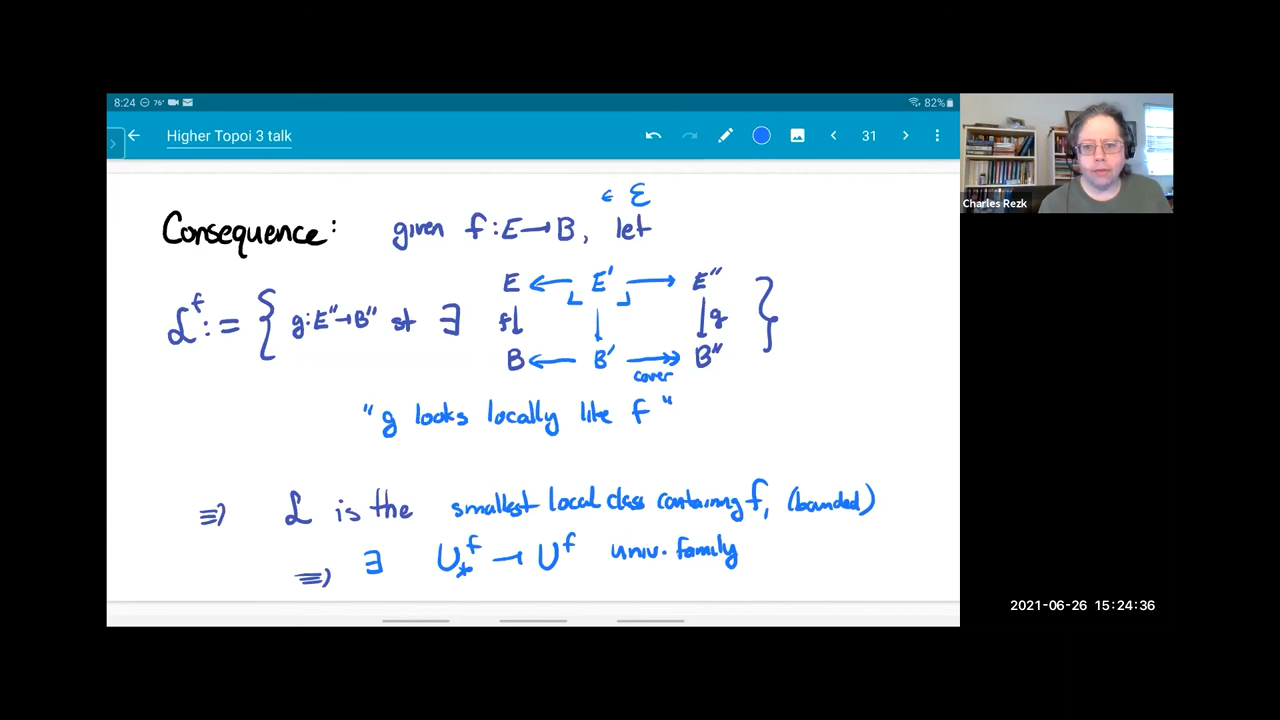 8:24 76° 82%
Higher Topoi 3 talk 31
Charles Rezk
∈ ℰ
Consequence: given f: E → B, let
E ← E' → E''
ℒ^f := { g: E'' → B'' st ∃ f↓ ↓ ↓g }
B ← B' ↠ B''
cover
"g looks locally like f"
⇒ ℒ is the smallest local class containing f, (bounded)
⇒ ∃ U_*^f → U^f univ. family
2021-06-26 15:24:36